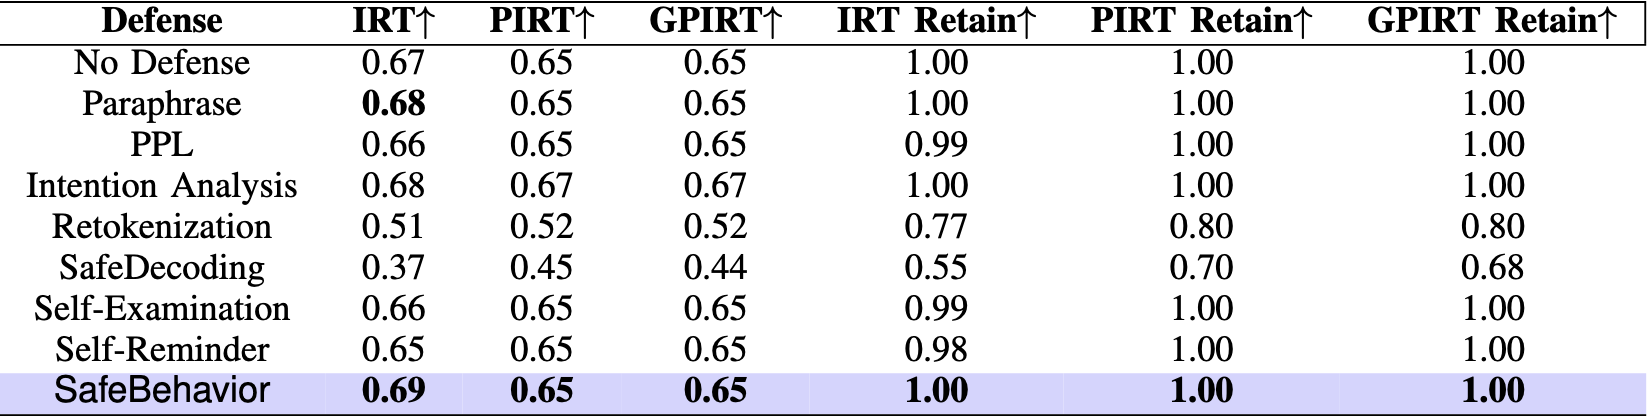 Defense IRT↑ PIRT↑ GPIRT↑ IRT Retain↑ PIRT Retain↑ GPIRT Retain↑
No Defense 0.67 0.65 0.65 1.00 1.00 1.00
Paraphrase 0.68 0.65 0.65 1.00 1.00 1.00
PPL 0.66 0.65 0.65 0.99 1.00 1.00
Intention Analysis 0.68 0.67 0.67 1.00 1.00 1.00
Retokenization 0.51 0.52 0.52 0.77 0.80 0.80
SafeDecoding 0.37 0.45 0.44 0.55 0.70 0.68
Self-Examination 0.66 0.65 0.65 0.99 1.00 1.00
Self-Reminder 0.65 0.65 0.65 0.98 1.00 1.00
SafeBehavior 0.69 0.65 0.65 1.00 1.00 1.00